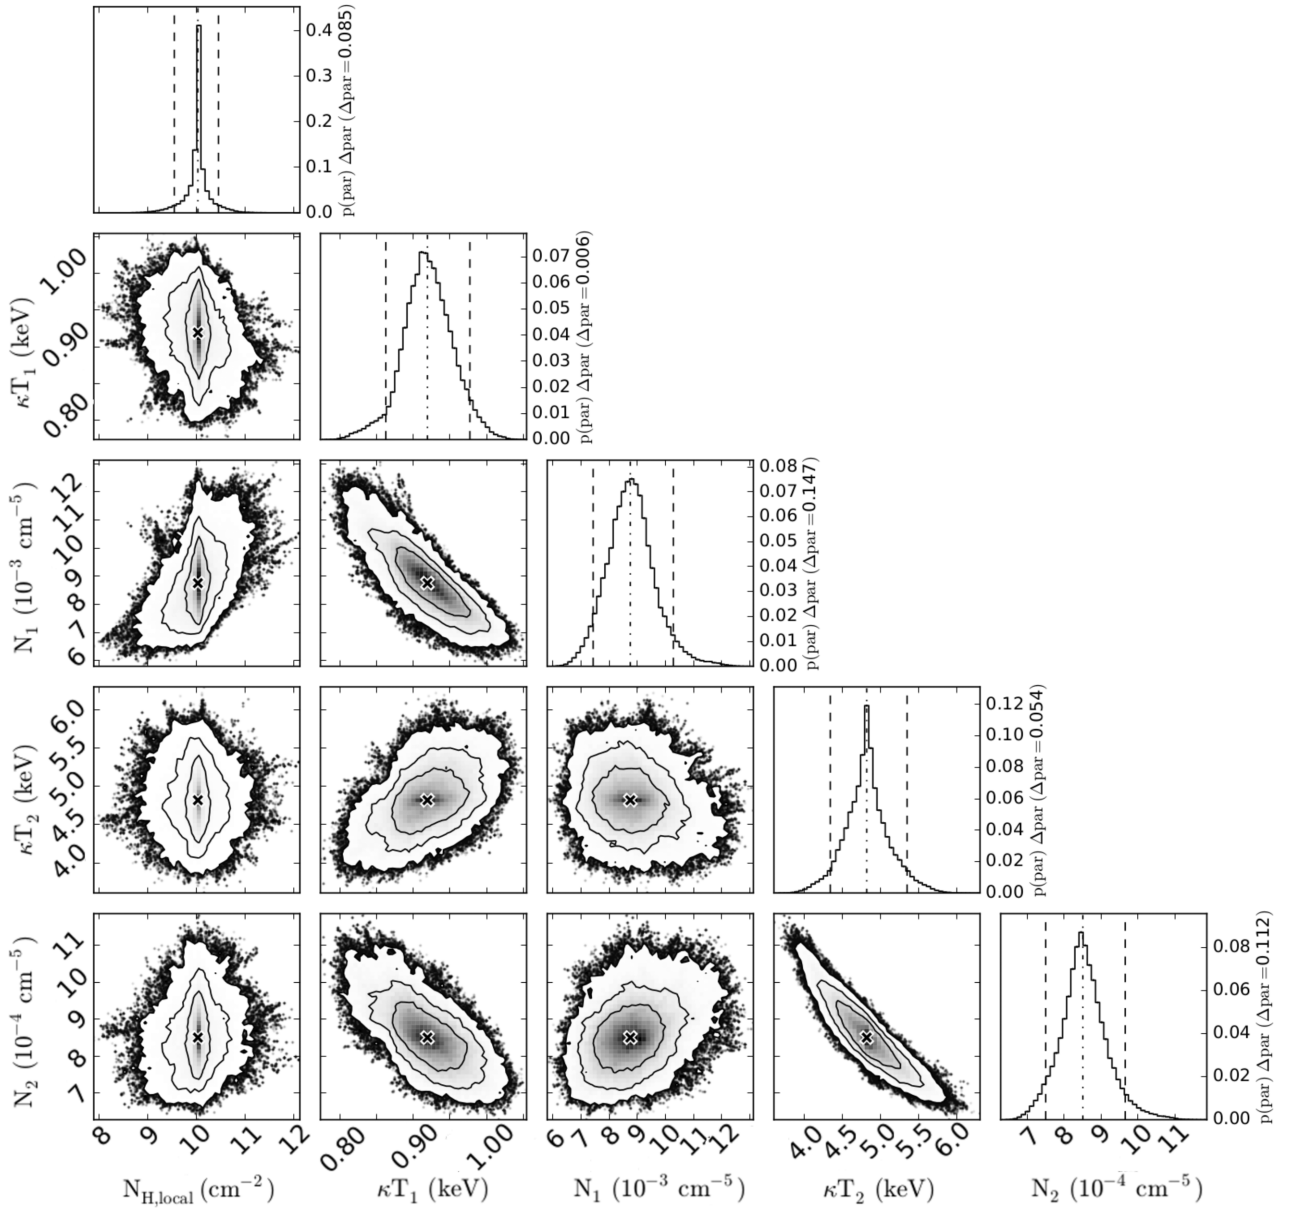 0.4
0.3
0.2
0.1
0.0
p(par) Δpar (Δpar=0.085)
1.00
0.90
0.80
κT₁ (keV)
0.07
0.06
0.05
0.04
0.03
0.02
0.01
0.00
p(par) Δpar (Δpar=0.006)
12
11
10
9
8
7
6
N₁ (10⁻³ cm⁻⁵)
0.08
0.07
0.06
0.05
0.04
0.03
0.02
0.01
0.00
p(par) Δpar (Δpar=0.147)
6.0
5.5
5.0
4.5
4.0
κT₂ (keV)
0.12
0.10
0.08
0.06
0.04
0.02
0.00
p(par) Δpar (Δpar=0.054)
11
10
9
8
7
N₂ (10⁻⁴ cm⁻⁵)
0.08
0.06
0.04
0.02
0.00
p(par) Δpar (Δpar=0.112)
8 9 10 11 12
0.80 0.90 1.00
6 7 8 9 10 11 12
4.0 4.5 5.0 5.5 6.0
7 8 9 10 11
N_H,local (cm⁻²)
κT₁ (keV)
N₁ (10⁻³ cm⁻⁵)
κT₂ (keV)
N₂ (10⁻⁴ cm⁻⁵)